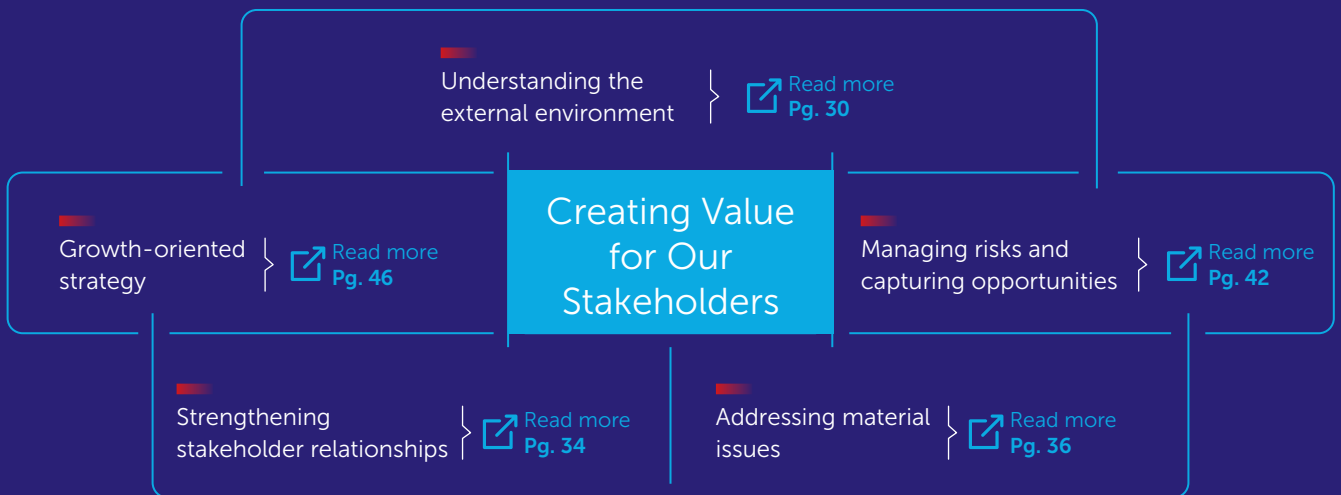 Understanding the
external environment
Read more
Pg. 30
Growth-oriented
strategy
Read more
Pg. 46
Creating Value
for Our
Stakeholders
Managing risks and
capturing opportunities
Read more
Pg. 42
Strengthening
stakeholder relationships
Read more
Pg. 34
Addressing material
issues
Read more
Pg. 36